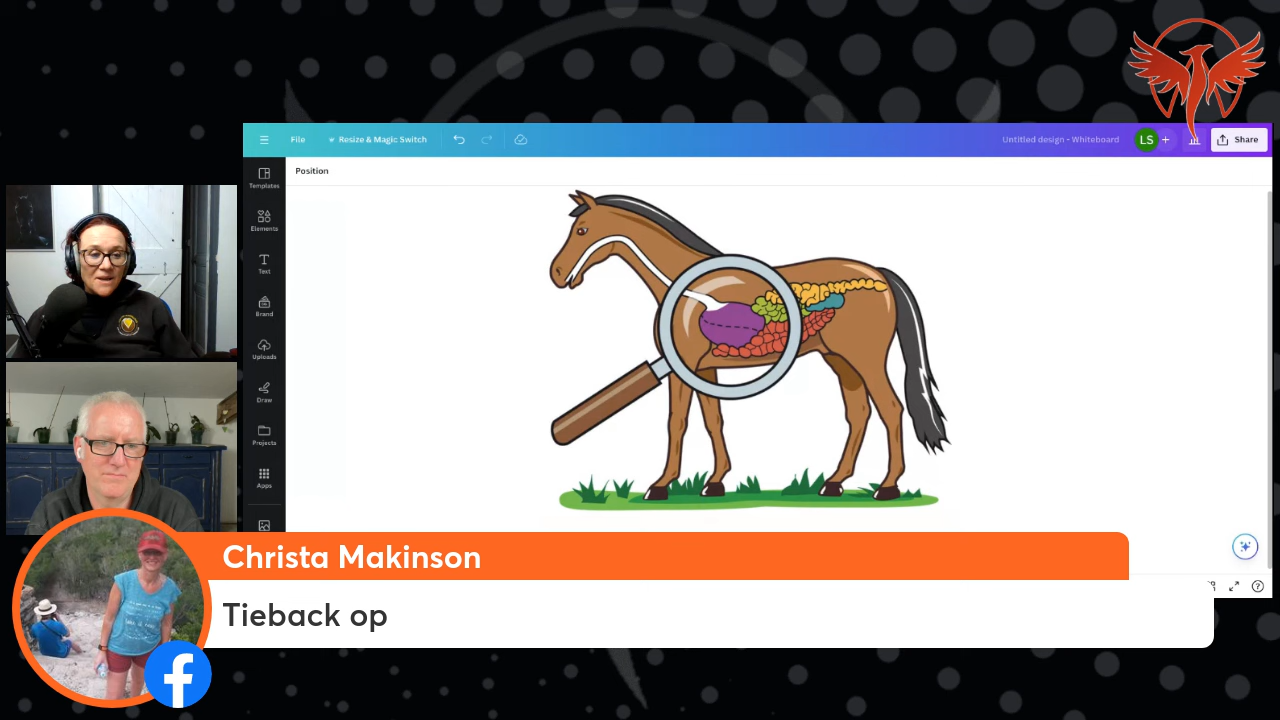 File
Resize & Magic Switch
Untitled design - Whiteboard
LS
+
Share
Position
Templates
Elements
Text
Brand
Uploads
Draw
Projects
Apps
Christa Makinson
Tieback op